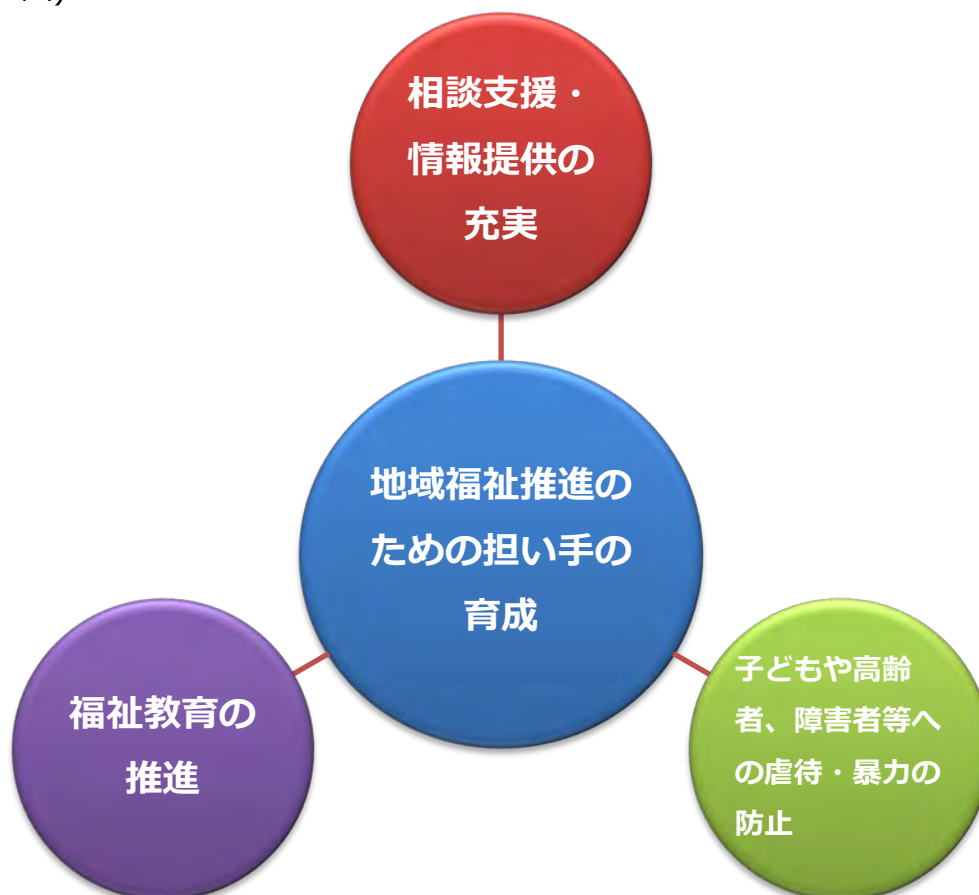 相談支援・
情報提供の
充実
地域福祉推進の
ための担い手の
育成
福祉教育の
推進
子どもや高齢
者、障害者等へ
の虐待・暴力の
防止